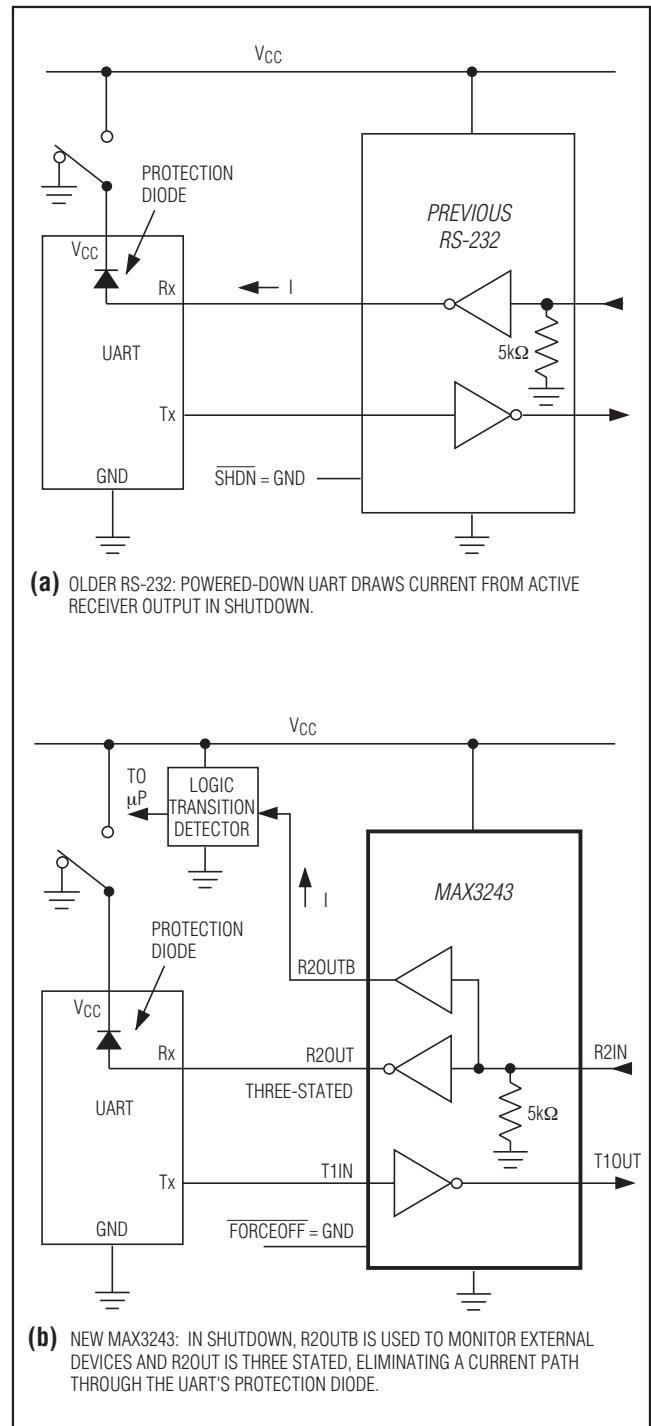 VCC
PROTECTION
DIODE
PREVIOUS
RS-232
VCC
Rx
I
5kΩ
UART
Tx
GND
SHDN = GND
(a) OLDER RS-232: POWERED-DOWN UART DRAWS CURRENT FROM ACTIVE
RECEIVER OUTPUT IN SHUTDOWN.
VCC
TO
μP
LOGIC
TRANSITION
DETECTOR
MAX3243
I
PROTECTION
DIODE
R2OUTB
VCC
Rx
R2OUT
R2IN
THREE-STATED
UART
5kΩ
Tx
T1IN
T1OUT
GND
FORCEOFF = GND
(b) NEW MAX3243: IN SHUTDOWN, R2OUTB IS USED TO MONITOR EXTERNAL
DEVICES AND R2OUT IS THREE STATED, ELIMINATING A CURRENT PATH
THROUGH THE UART'S PROTECTION DIODE.